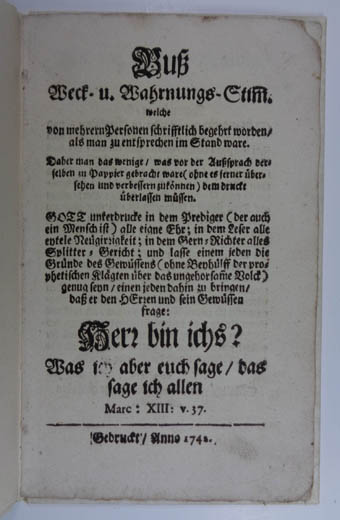 Buß
Weck- u. Wahrnungs-Stim̄.
welche
von mehrern Personen schrifftlich begehrt worden/
als man zu entsprechen im Stand ware.
Daher man das wenige/ was vor der Außsprach der-
selben in Pappier gebracht ware (ohne es ferner über-
sehen und verbessern zukönnen) dem druckt
überlassen müssen.
GOTT unterdrucke in dem Prediger (der auch
ein Mensch ist) alle eigne Ehr; in dem Leser alle
eytele Neügirigkeit; in dem Gern-Richter alles
Splitter-Gericht; und lasse einem jeden die
Gründe des Gewüssens (ohne Beyhülff der pro-
phetischen Klägten über das ungehorsame Volck)
genug seyn/ einen jeden dahin zu bringen/
daß er den HErren und sein Gewüssen
frage:
Herr bin ichs?
Was ich aber euch sage/ das
sage ich allen
Marc: XIII: v. 37.
Gedruckt/ Anno 1742.